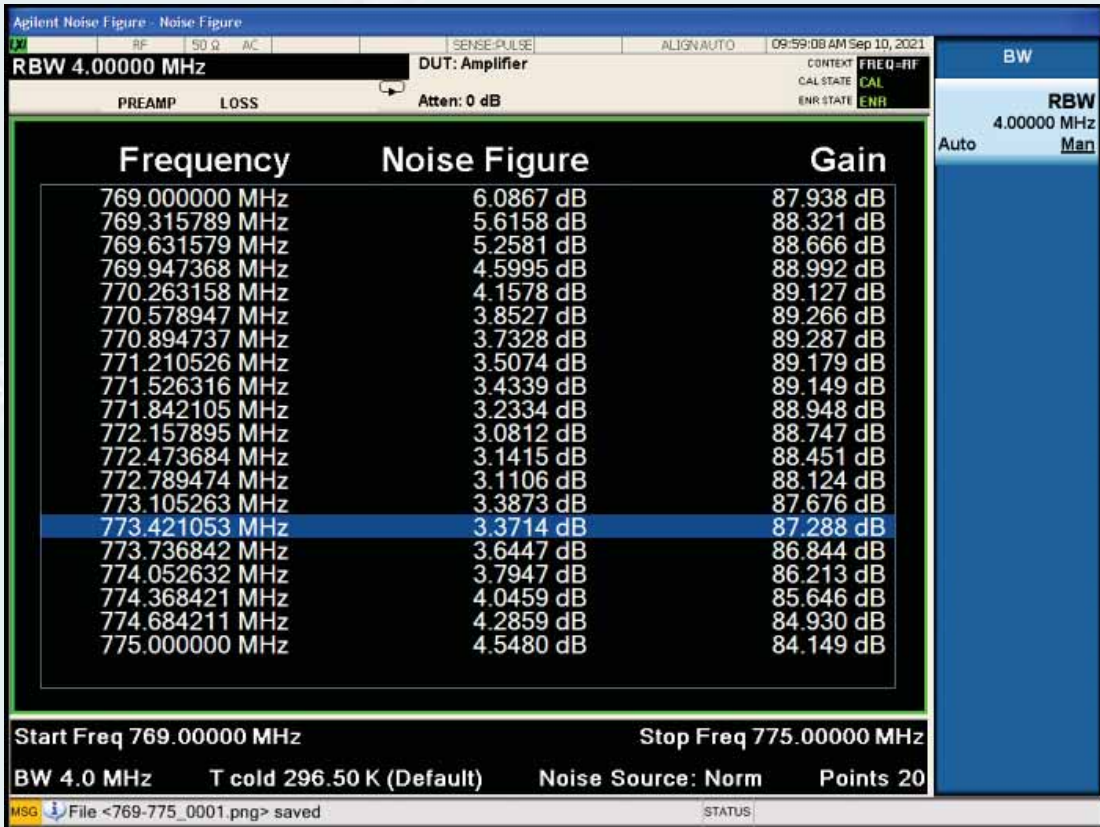 Agilent Noise Figure - Noise Figure
LXI RF 50 Ω AC SENSE:PULSE ALIGNAUTO 09:59:08 AM Sep 10, 2021
RBW 4.00000 MHz DUT: Amplifier CONTEXT FREQ=RF
CAL STATE CAL
PREAMP LOSS Atten: 0 dB ENR STATE ENR
BW
RBW
4.00000 MHz
Auto Man
Frequency Noise Figure Gain
769.000000 MHz 6.0867 dB 87.938 dB
769.315789 MHz 5.6158 dB 88.321 dB
769.631579 MHz 5.2581 dB 88.666 dB
769.947368 MHz 4.5995 dB 88.992 dB
770.263158 MHz 4.1578 dB 89.127 dB
770.578947 MHz 3.8527 dB 89.266 dB
770.894737 MHz 3.7328 dB 89.287 dB
771.210526 MHz 3.5074 dB 89.179 dB
771.526316 MHz 3.4339 dB 89.149 dB
771.842105 MHz 3.2334 dB 88.948 dB
772.157895 MHz 3.0812 dB 88.747 dB
772.473684 MHz 3.1415 dB 88.451 dB
772.789474 MHz 3.1106 dB 88.124 dB
773.105263 MHz 3.3873 dB 87.676 dB
773.421053 MHz 3.3714 dB 87.288 dB
773.736842 MHz 3.6447 dB 86.844 dB
774.052632 MHz 3.7947 dB 86.213 dB
774.368421 MHz 4.0459 dB 85.646 dB
774.684211 MHz 4.2859 dB 84.930 dB
775.000000 MHz 4.5480 dB 84.149 dB
Start Freq 769.00000 MHz Stop Freq 775.00000 MHz
BW 4.0 MHz T cold 296.50 K (Default) Noise Source: Norm Points 20
MSG File <769-775_0001.png> saved STATUS